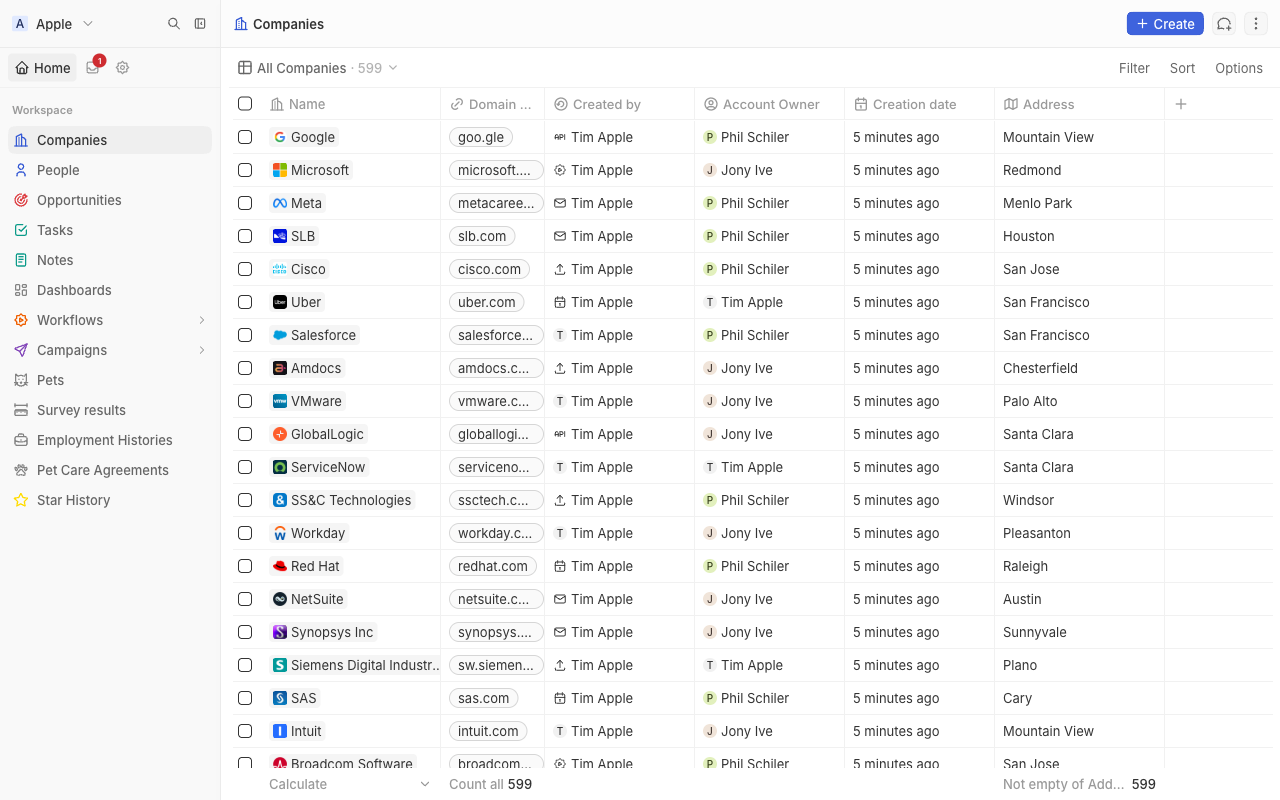 A Apple
Companies
+ Create
Home 1
All Companies · 599
Filter Sort Options
Workspace
Companies
People
Opportunities
Tasks
Notes
Dashboards
Workflows
Campaigns
Pets
Survey results
Employment Histories
Pet Care Agreements
Star History
Name Domain ... Created by Account Owner Creation date Address
Google goo.gle API Tim Apple P Phil Schiler 5 minutes ago Mountain View
Microsoft microsoft.... Tim Apple J Jony Ive 5 minutes ago Redmond
Meta metacaree... Tim Apple P Phil Schiler 5 minutes ago Menlo Park
SLB slb.com Tim Apple P Phil Schiler 5 minutes ago Houston
Cisco cisco.com Tim Apple P Phil Schiler 5 minutes ago San Jose
Uber uber.com Tim Apple T Tim Apple 5 minutes ago San Francisco
Salesforce salesforce... T Tim Apple P Phil Schiler 5 minutes ago San Francisco
Amdocs amdocs.c... Tim Apple J Jony Ive 5 minutes ago Chesterfield
VMware vmware.c... T Tim Apple J Jony Ive 5 minutes ago Palo Alto
GlobalLogic globallogi... API Tim Apple J Jony Ive 5 minutes ago Santa Clara
ServiceNow serviceno... T Tim Apple T Tim Apple 5 minutes ago Santa Clara
SS&C Technologies ssctech.c... Tim Apple P Phil Schiler 5 minutes ago Windsor
Workday workday.c... T Tim Apple J Jony Ive 5 minutes ago Pleasanton
Red Hat redhat.com Tim Apple P Phil Schiler 5 minutes ago Raleigh
NetSuite netsuite.c... Tim Apple J Jony Ive 5 minutes ago Austin
Synopsys Inc synopsys.... Tim Apple J Jony Ive 5 minutes ago Sunnyvale
Siemens Digital Industr... sw.siemen... Tim Apple T Tim Apple 5 minutes ago Plano
SAS sas.com Tim Apple P Phil Schiler 5 minutes ago Cary
Intuit intuit.com T Tim Apple J Jony Ive 5 minutes ago Mountain View
Broadcom Software broadcom... Tim Apple P Phil Schiler 5 minutes ago San Jose
Calculate Count all 599 Not empty of Add... 599